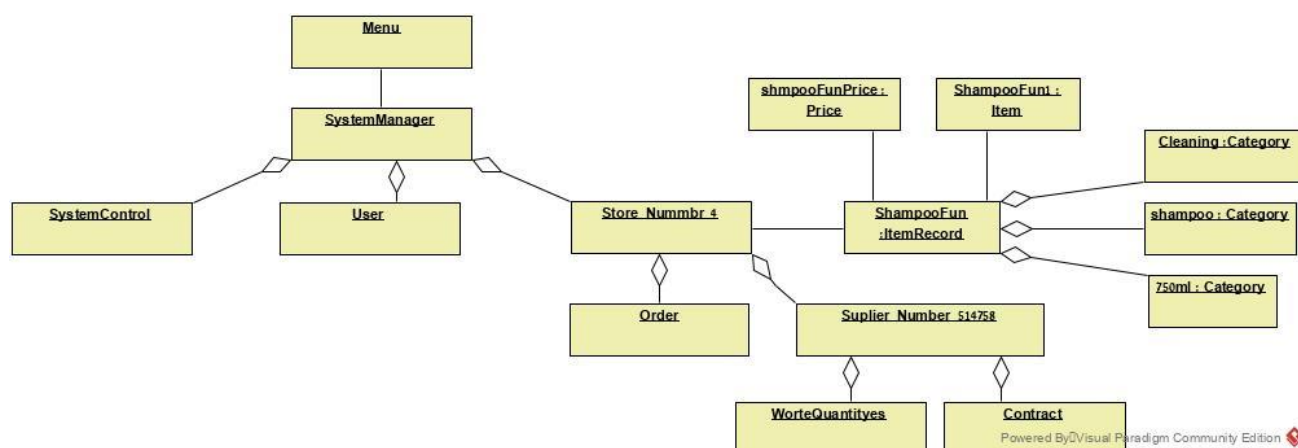 Menu
SystemManager
shmpooFunPrice :
Price
ShampooFun1 :
Item
Cleaning :Category
SystemControl
User
Store_Nummbr_4
ShampooFun
:ItemRecord
shampoo : Category
750ml : Category
Order
Suplier_Number_514758
WorteQuantityes
Contract
Powered By Visual Paradigm Community Edition